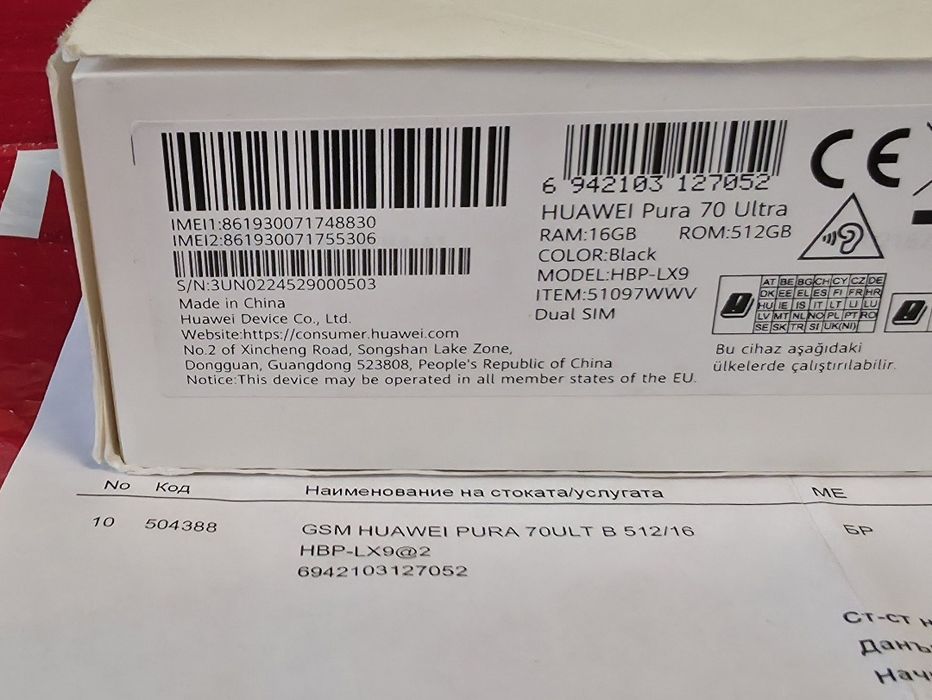 IMEI1:861930071748830
IMEI2:861930071755306
S/N:3UN0224529000503
Made in China
Huawei Device Co., Ltd.
Website:https://consumer.huawei.com
No.2 of Xincheng Road, Songshan Lake Zone,
Dongguan, Guangdong 523808, People's Republic of China
Notice:This device may be operated in all member states of the EU.
6 942103 127052
HUAWEI Pura 70 Ultra
RAM:16GB ROM:512GB
COLOR:Black
MODEL:HBP-LX9
ITEM:51097WWV
Dual SIM
CE
AT BE BG CH CY CZ DE
DK EE EL ES FI FR HR
HU IE IS IT LT LI LU
LV MT NL NO PL PT RO
SE SK TR SI UK(NI)
Bu cihaz aşağıdaki
ülkelerde çalıştırılabilir.
No Код Наименование на стоката/услугата МЕ
10 504388 GSM HUAWEI PURA 70ULT B 512/16 БР
HBP-LX9@2
6942103127052
Ст-ст